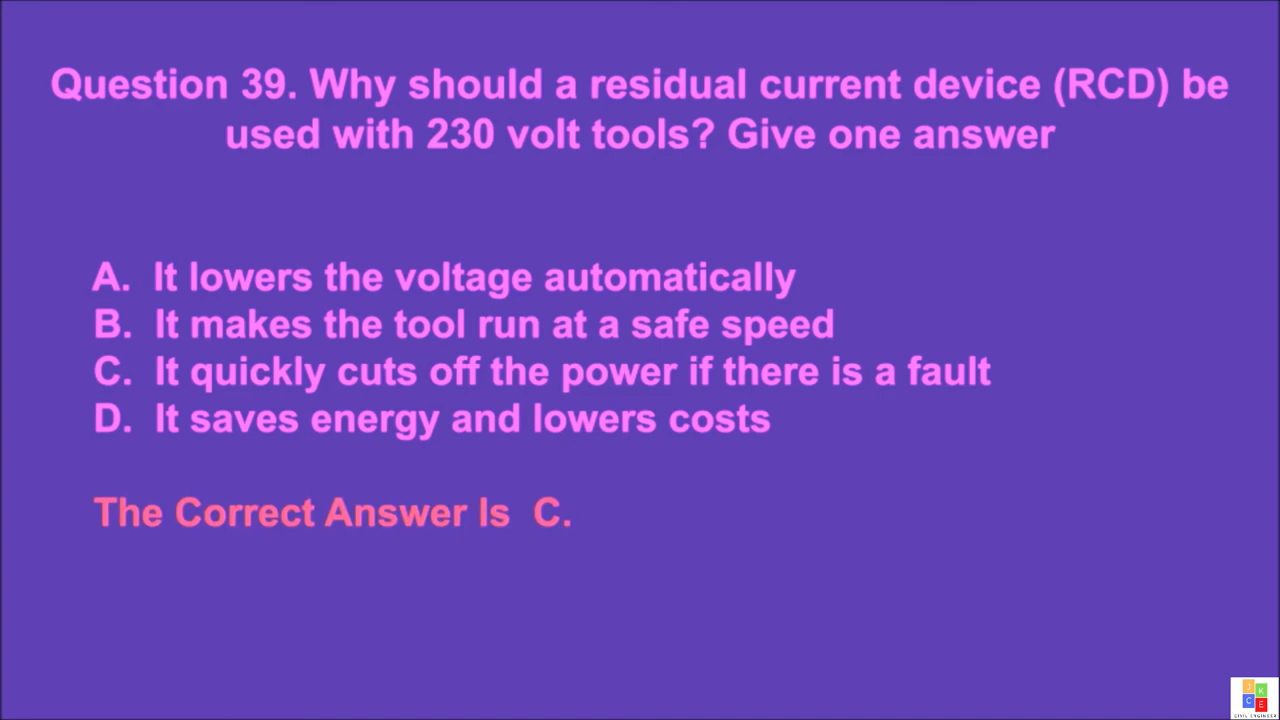 Question 39. Why should a residual current device (RCD) be
used with 230 volt tools? Give one answer
A. It lowers the voltage automatically
B. It makes the tool run at a safe speed
C. It quickly cuts off the power if there is a fault
D. It saves energy and lowers costs
The Correct Answer Is C.
J K
C E
CIVIL ENGINEER